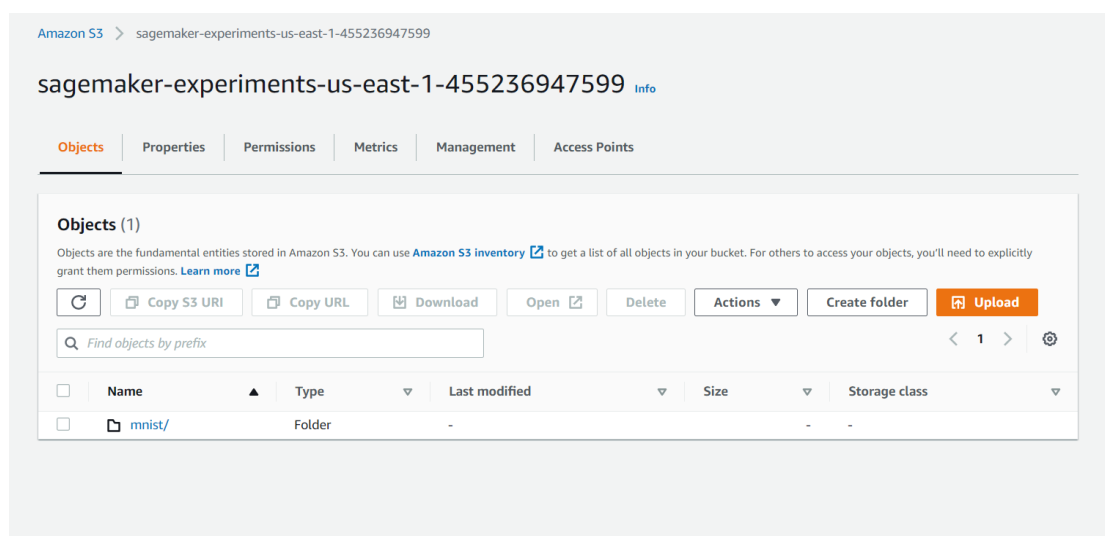 Amazon S3 > sagemaker-experiments-us-east-1-455236947599
sagemaker-experiments-us-east-1-455236947599 Info
Objects Properties Permissions Metrics Management Access Points
Objects (1)
Objects are the fundamental entities stored in Amazon S3. You can use Amazon S3 inventory to get a list of all objects in your bucket. For others to access your objects, you'll need to explicitly
grant them permissions. Learn more
Copy S3 URI Copy URL Download Open Delete Actions Create folder Upload
Find objects by prefix < 1 >
Name Type Last modified Size Storage class
mnist/ Folder - - -